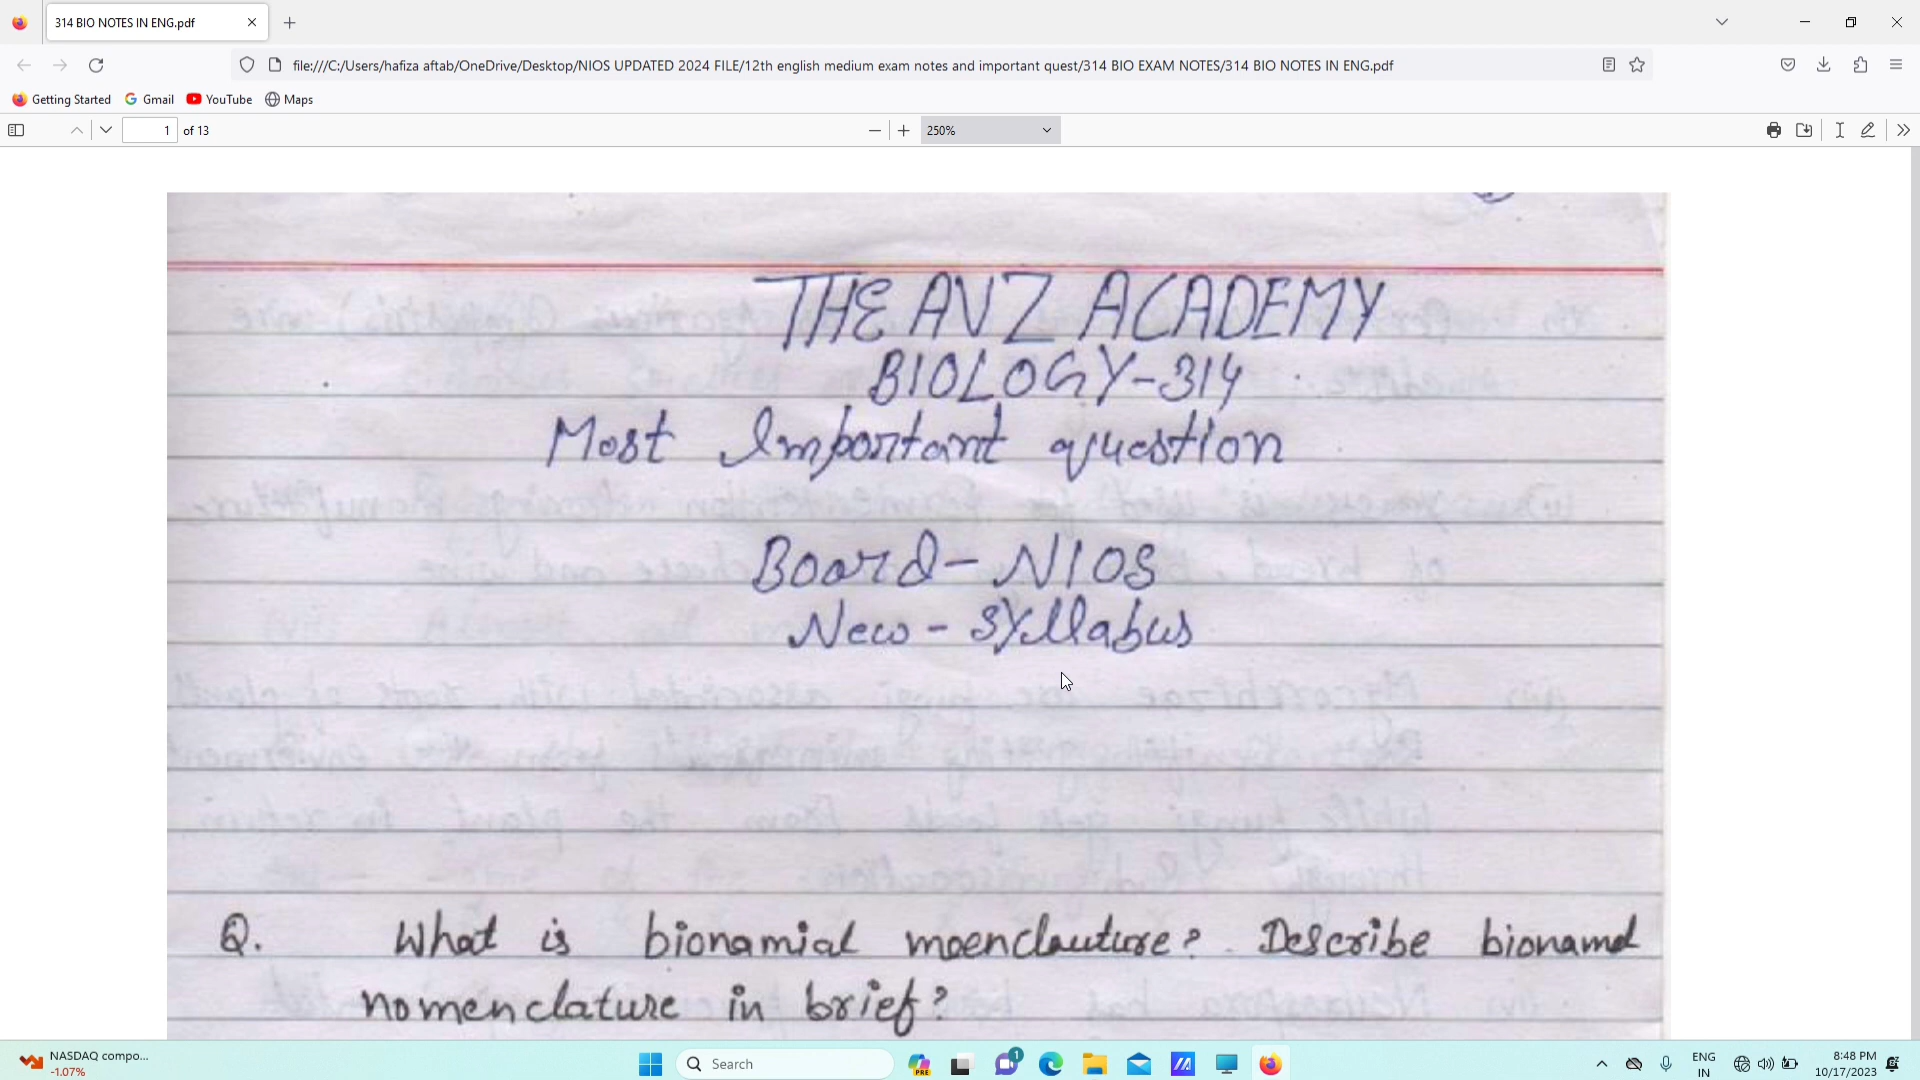 314 BIO NOTES IN ENG.pdf
file:///C:/Users/hafiza aftab/OneDrive/Desktop/NIOS UPDATED 2024 FILE/12th english medium exam notes and important quest/314 BIO EXAM NOTES/314 BIO NOTES IN ENG.pdf
Getting Started Gmail YouTube Maps
1 of 13 250%
THE AVZ ACADEMY
BIOLOGY-314
Most Important question
Board-NIOS
New-Syllabus
Q. What is bionamial moenclauture? Describe bionamd
nomenclature in brief?
NASDAQ compo...
-1.07%
Search
PRE
1
ENG
IN
8:48 PM
10/17/2023